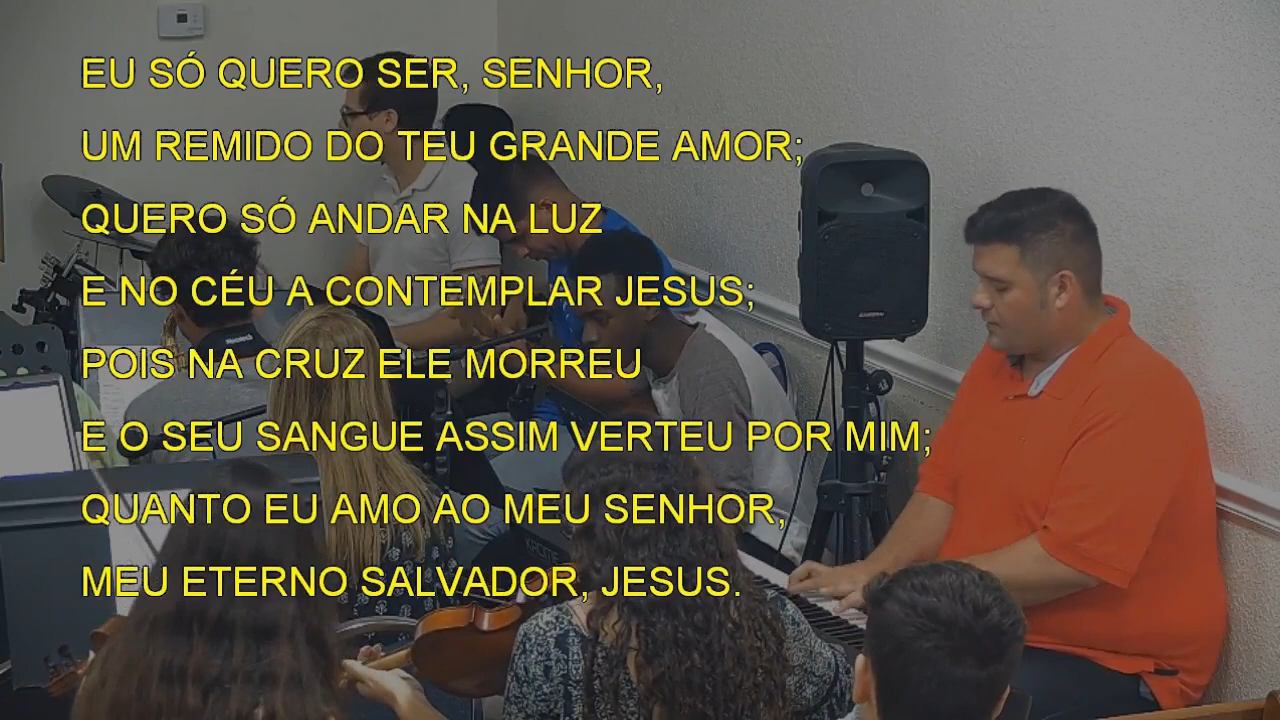 EU SÓ QUERO SER, SENHOR,
UM REMIDO DO TEU GRANDE AMOR;
QUERO SÓ ANDAR NA LUZ
E NO CÉU A CONTEMPLAR JESUS;
POIS NA CRUZ ELE MORREU
E O SEU SANGUE ASSIM VERTEU POR MIM;
QUANTO EU AMO AO MEU SENHOR,
MEU ETERNO SALVADOR, JESUS.